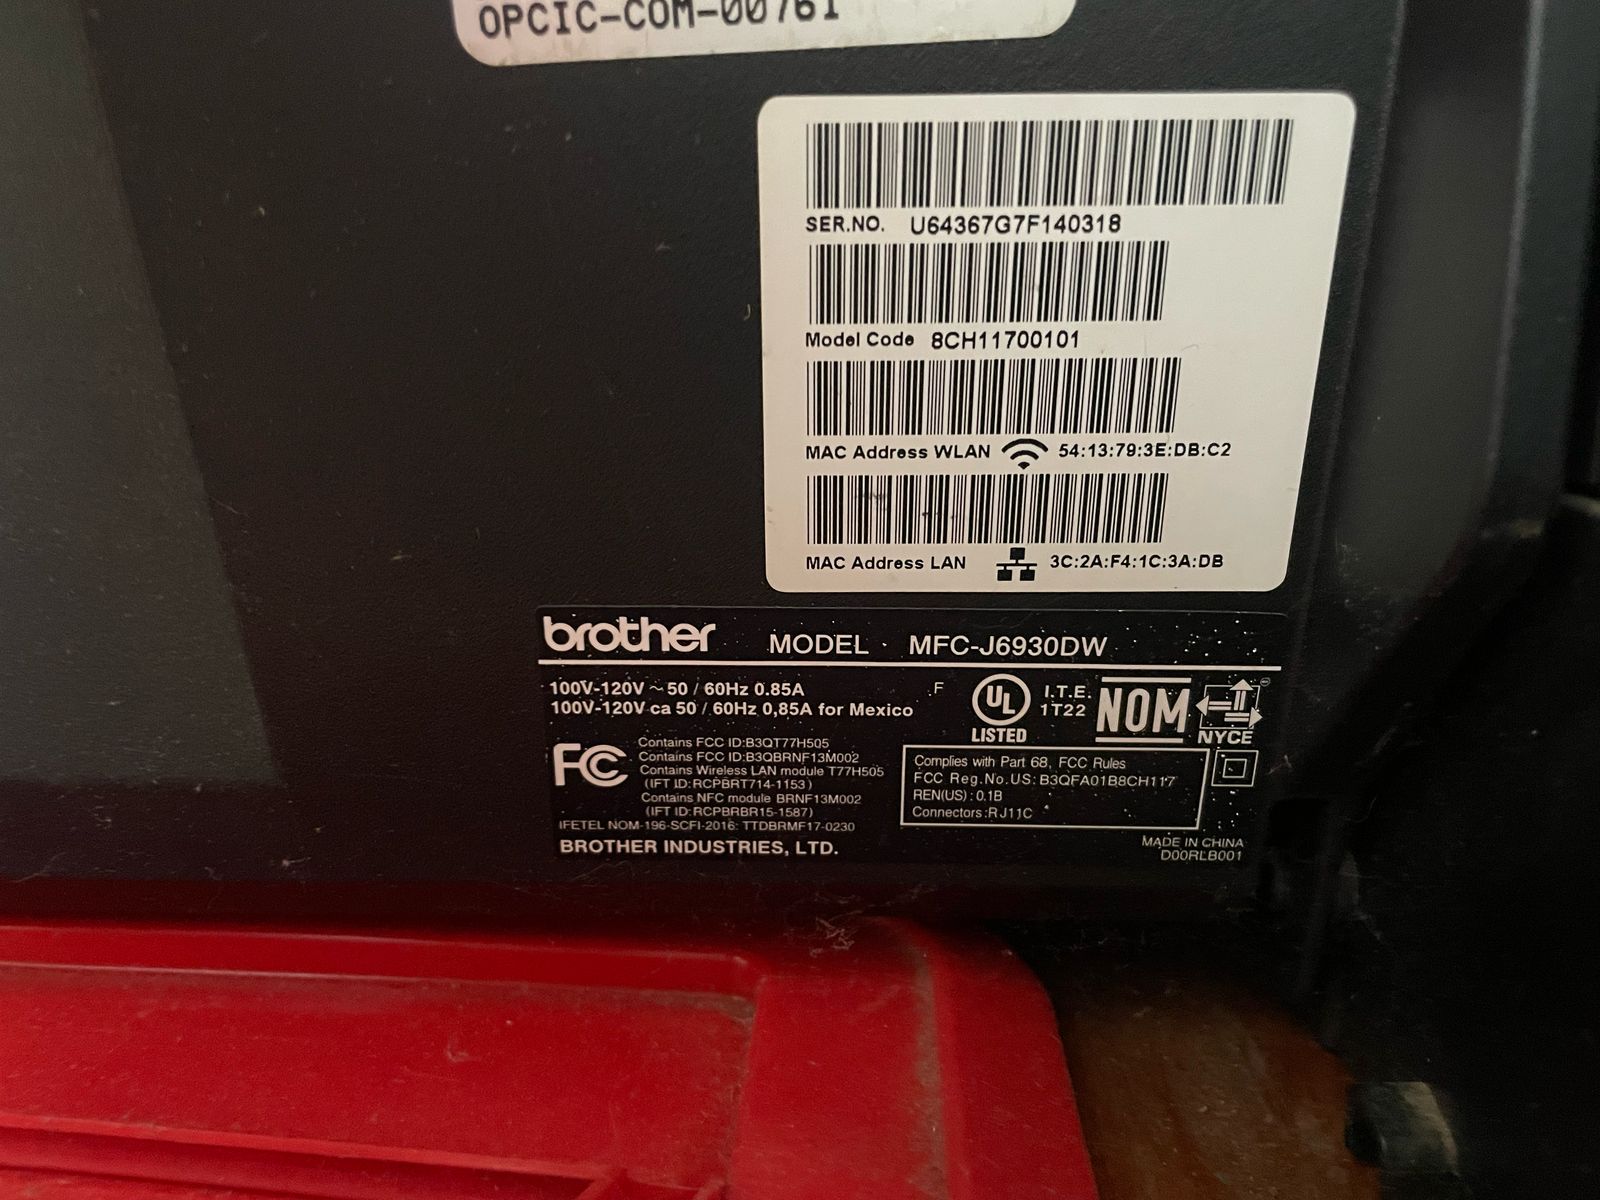 OPCIC-COM-00761
SER.NO. U64367G7F140318
Model Code 8CH11700101
MAC Address WLAN 54:13:79:3E:DB:C2
MAC Address LAN 3C:2A:F4:1C:3A:DB
brother MODEL MFC-J6930DW
100V-120V ~ 50 / 60Hz 0.85A
100V-120V ca 50 / 60Hz 0,85A for Mexico
F
UL
LISTED
I.T.E.
1T22
NOM
NYCE
FC
Contains FCC ID:B3QT77H505
Contains FCC ID:B3QBRNF13M002
Contains Wireless LAN module T77H505
(IFT ID:RCPBRT714-1153)
Contains NFC module BRNF13M002
(IFT ID:RCPBRBR15-1587)
IFETEL NOM-196-SCFI-2016: TTDBRMF17-0230
BROTHER INDUSTRIES, LTD.
Complies with Part 68, FCC Rules
FCC Reg.No.US: B3QFA01B8CH117
REN(US): 0.1B
Connectors:RJ11C
MADE IN CHINA
D00RLB001